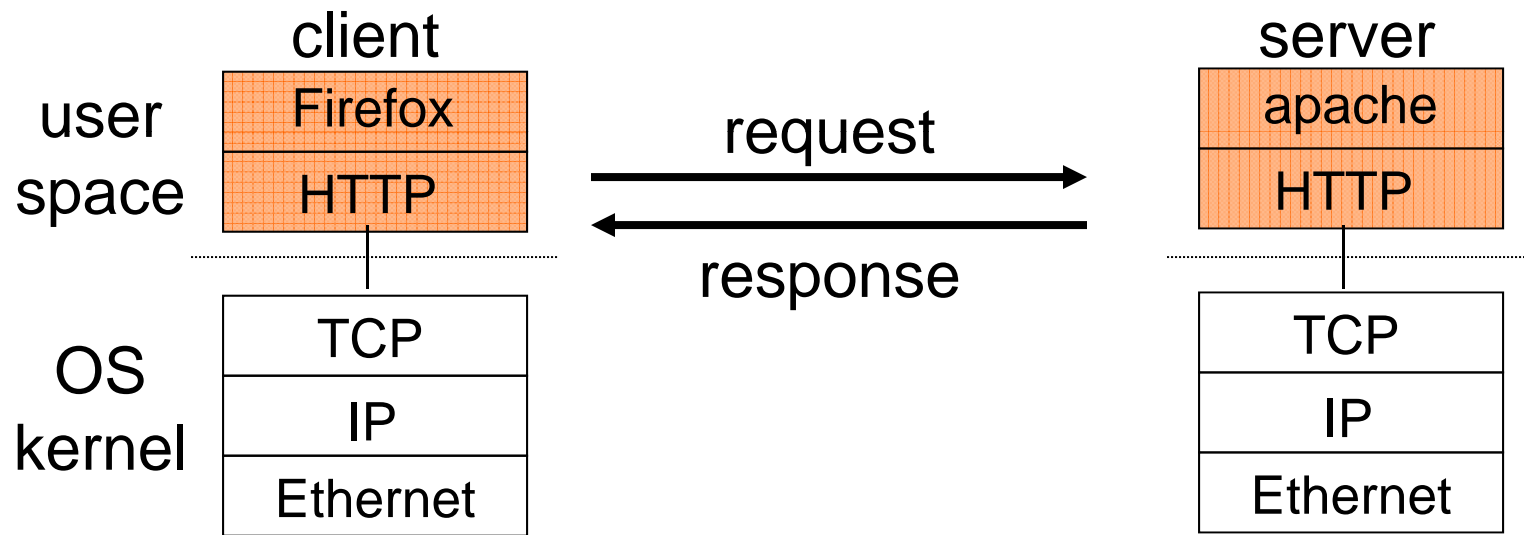 client
server
user
space
Firefox
HTTP
request
response
apache
HTTP
OS
kernel
TCP
IP
Ethernet
TCP
IP
Ethernet